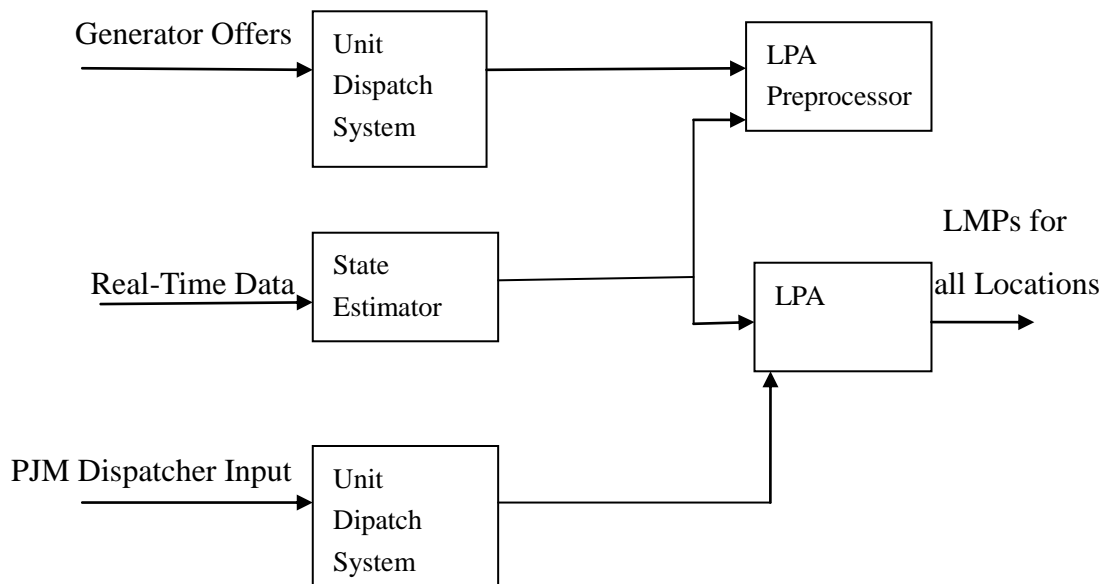 Generator Offers
Unit
Dispatch
System
LPA
Preprocessor
Real-Time Data
State
Estimator
LPA
LMPs for
all Locations
PJM Dispatcher Input
Unit
Dipatch
System